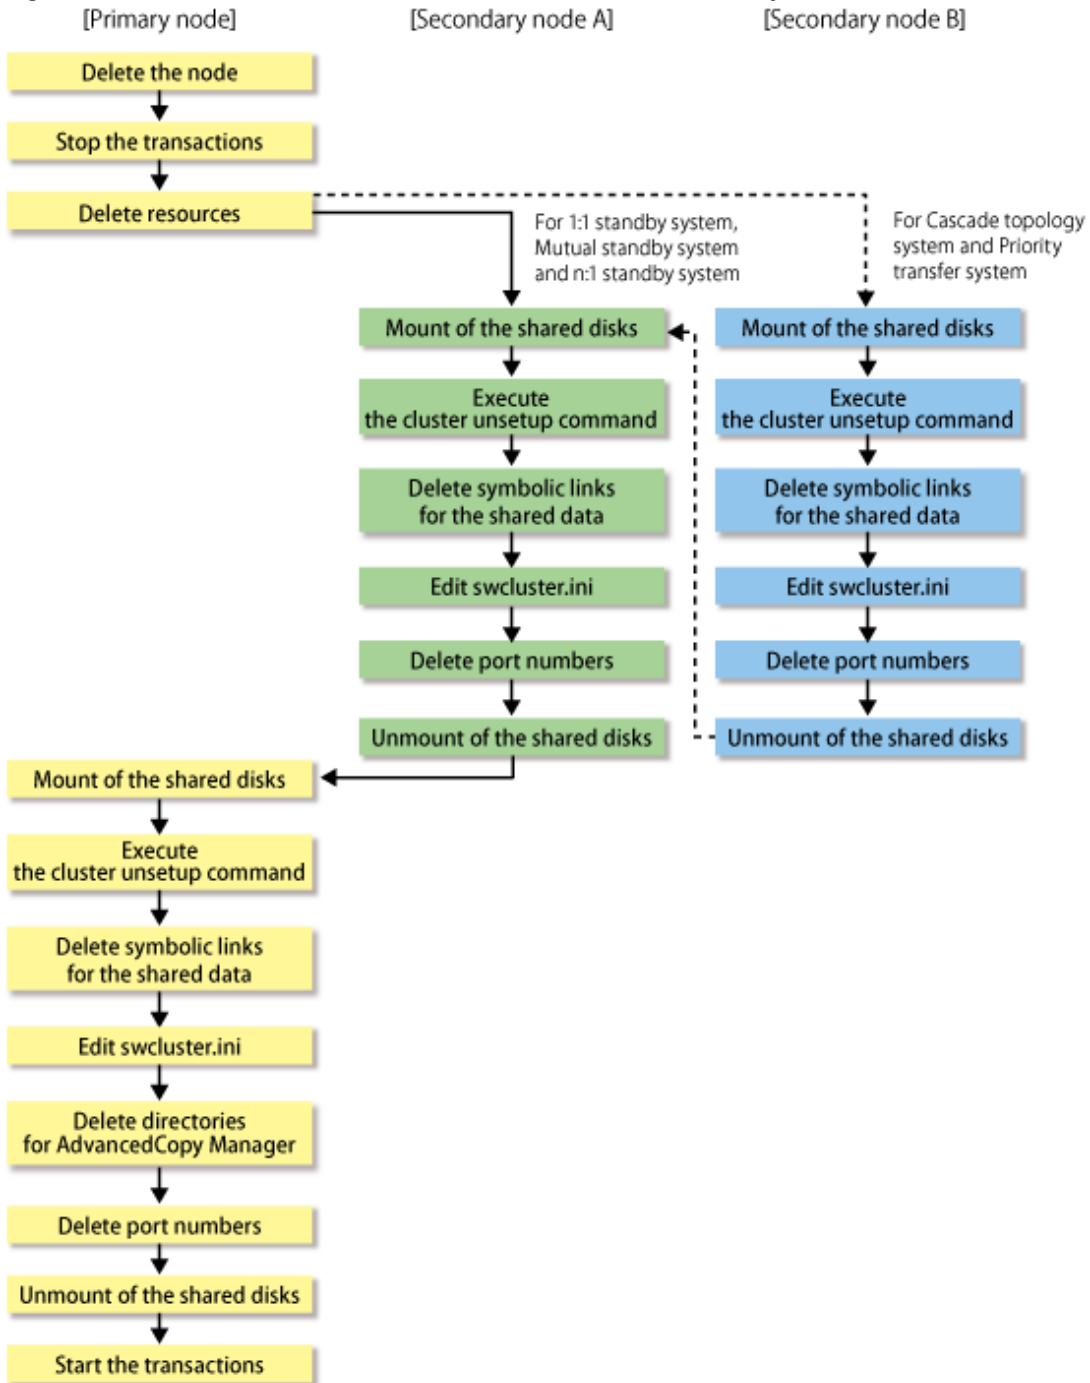 [Primary node]
[Secondary node A]
[Secondary node B]
Delete the node
Stop the transactions
Delete resources
For 1:1 standby system,
Mutual standby system
and n:1 standby system
For Cascade topology
system and Priority
transfer system
Mount of the shared disks
Execute
the cluster unsetup command
Delete symbolic links
for the shared data
Edit swcluster.ini
Delete port numbers
Unmount of the shared disks
Mount of the shared disks
Execute
the cluster unsetup command
Delete symbolic links
for the shared data
Edit swcluster.ini
Delete port numbers
Unmount of the shared disks
Mount of the shared disks
Execute
the cluster unsetup command
Delete symbolic links
for the shared data
Edit swcluster.ini
Delete directories
for AdvancedCopy Manager
Delete port numbers
Unmount of the shared disks
Start the transactions